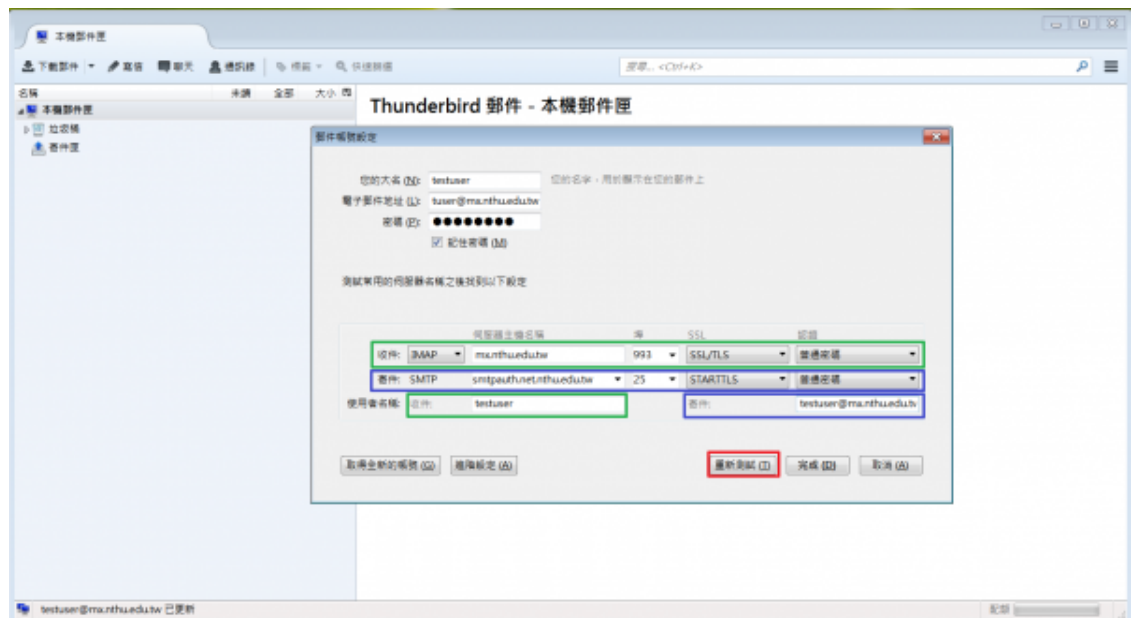 本機郵件匣
下載郵件 寫信 聊天 通訊錄 標籤 快速篩選 搜尋... <Ctrl+K>
名稱 未讀 全部 大小
本機郵件匣
垃圾桶
寄件匣
Thunderbird 郵件 - 本機郵件匣
郵件帳號設定
您的大名 (N): testuser 您的名字，用於顯示在您的郵件上
電子郵件地址 (L): tuser@mx.nthu.edu.tw
密碼 (P): ●●●●●●●●
記住密碼 (M)
測試常用的伺服器名稱之後找到以下設定
伺服器主機名稱 埠 SSL 認證
收件: IMAP mx.nthu.edu.tw 993 SSL/TLS 普通密碼
寄件: SMTP smtpauth.net.nthu.edu.tw 25 STARTTLS 普通密碼
使用者名稱: 收件: testuser 寄件: testuser@mx.nthu.edu.tw
取得全新的帳號 (G) 進階設定 (A) 重新測試 (T) 完成 (D) 取消 (A)
testuser@mx.nthu.edu.tw 已更新